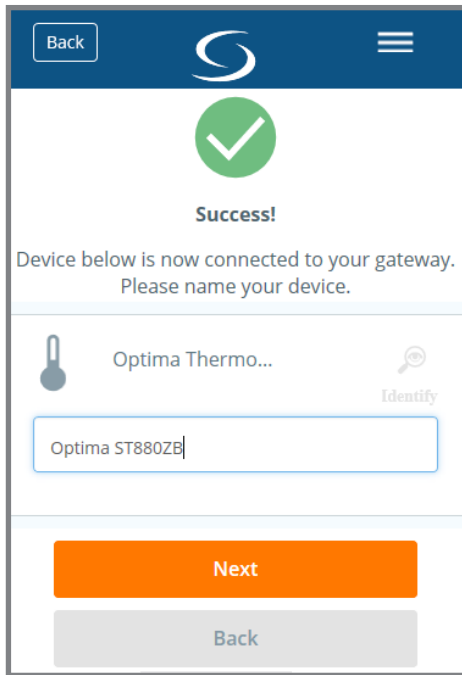 Back
Success!
Device below is now connected to your gateway.
Please name your device.
Optima Thermo...
Identify
Optima ST880ZB
Next
Back